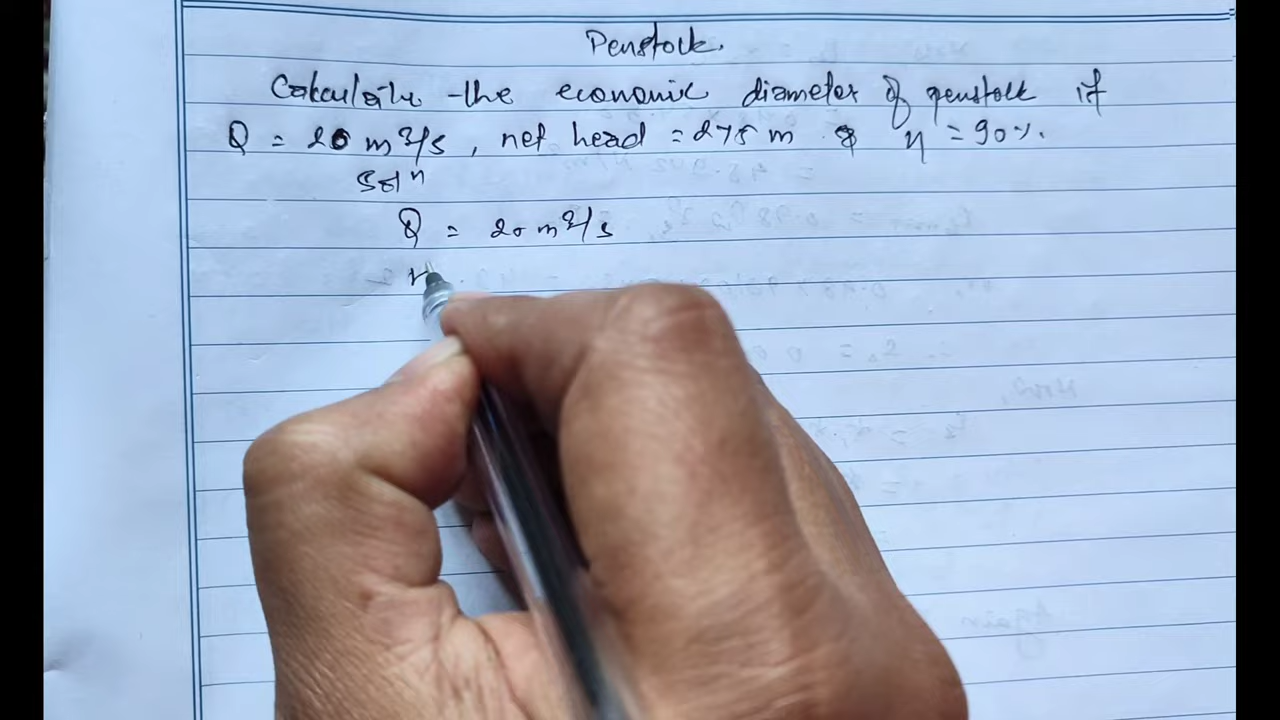 Penstock.
Calculate the economic diameter of penstock if
Q = 20 m³/s, net head = 275 m & η = 90%.
Solⁿ
Q = 20 m³/s